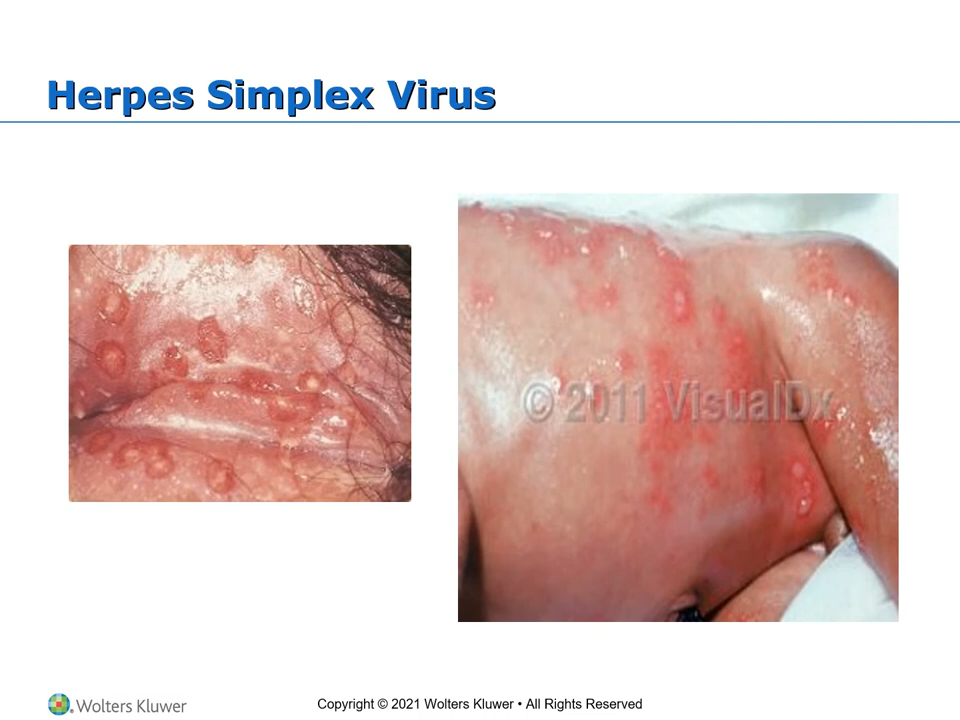 Herpes Simplex Virus
© 2011 VisualDx
Wolters Kluwer
Copyright © 2021 Wolters Kluwer • All Rights Reserved